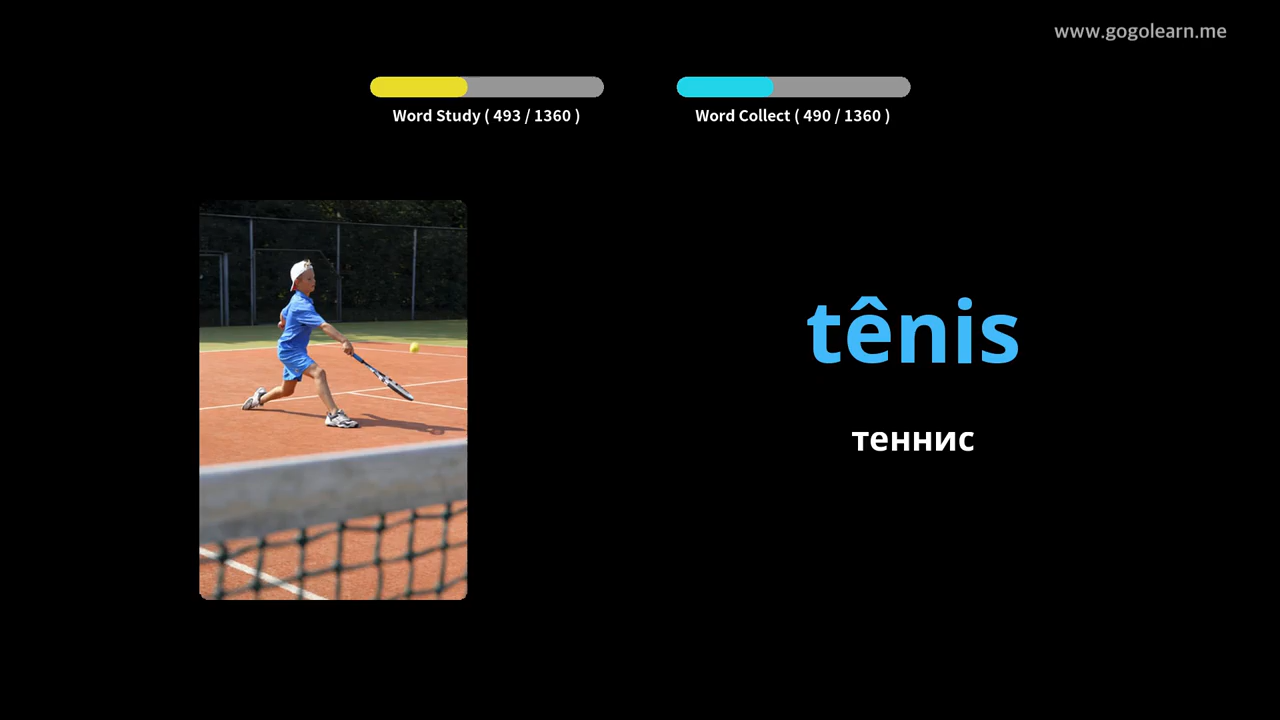 www.gogolearn.me
Word Study ( 493 / 1360 )
Word Collect ( 490 / 1360 )
tênis
теннис